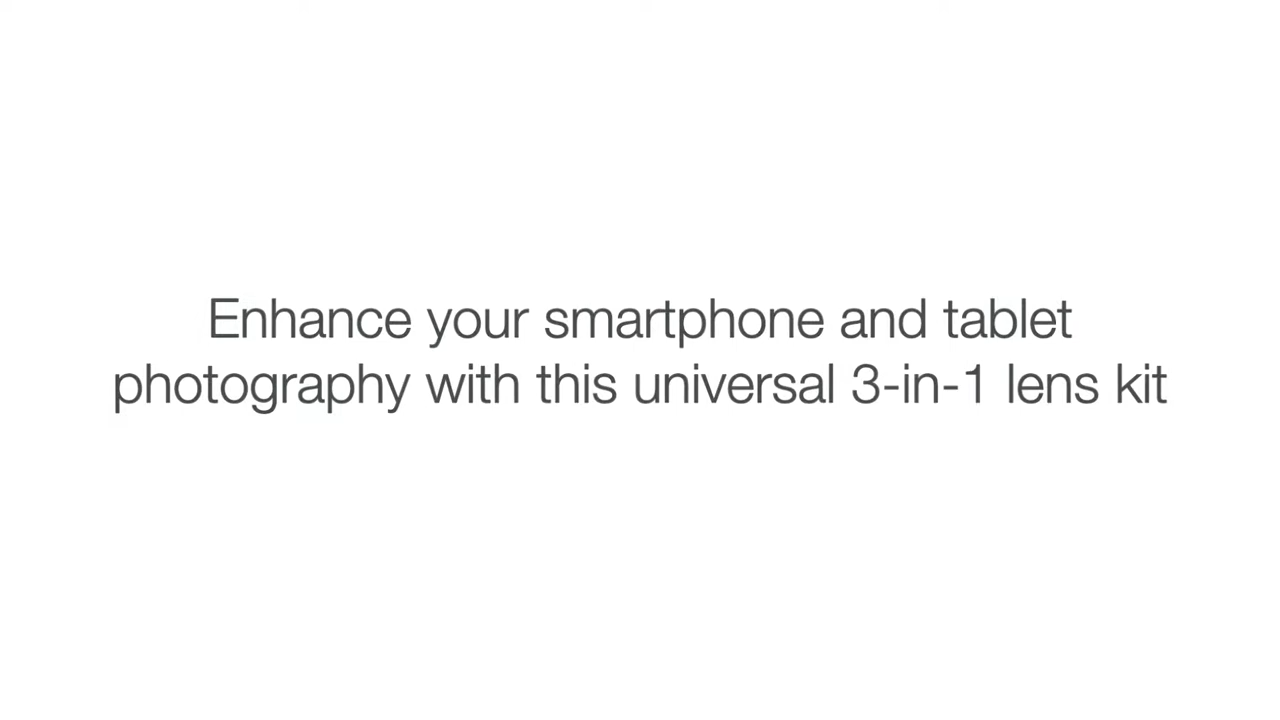 Enhance your smartphone and tablet
photography with this universal 3-in-1 lens kit